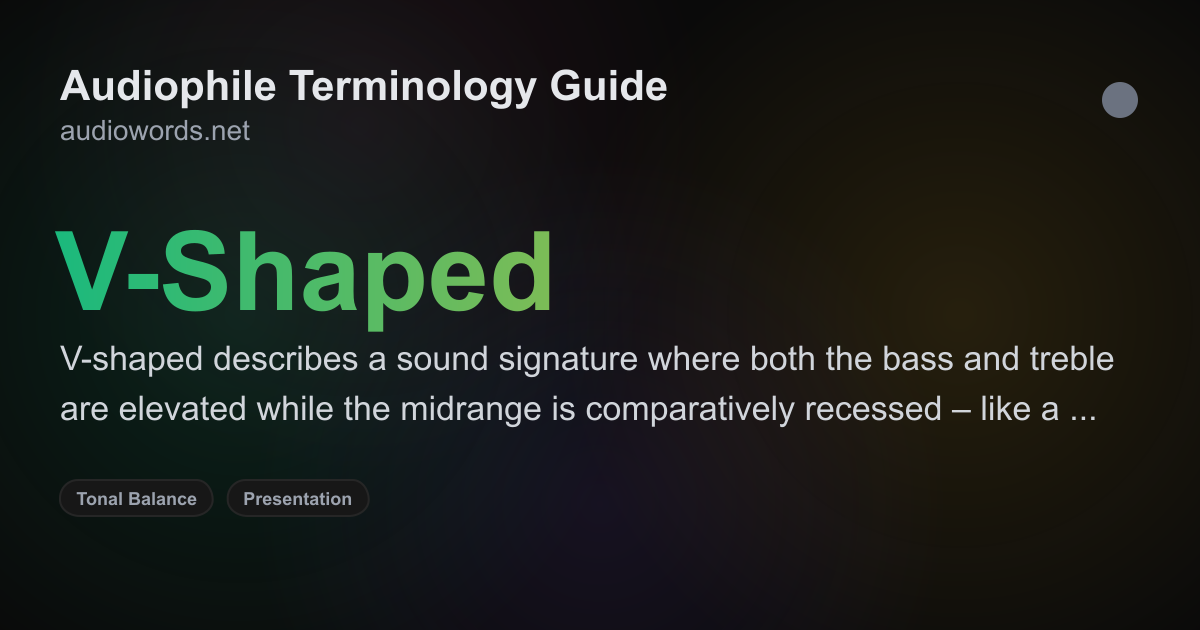 Audiophile Terminology Guide
audiowords.net
V-Shaped
V-shaped describes a sound signature where both the bass and treble
are elevated while the midrange is comparatively recessed – like a ...
Tonal Balance
Presentation